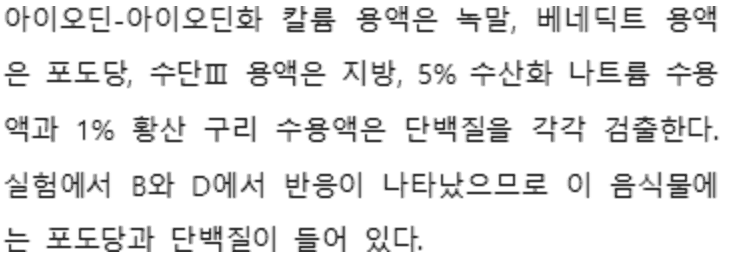 아이오딘-아이오딘화 칼륨 용액은 녹말, 베네딕트 용액
은 포도당, 수단Ⅲ 용액은 지방, 5% 수산화 나트륨 수용
액과 1% 황산 구리 수용액은 단백질을 각각 검출한다.
실험에서 B와 D에서 반응이 나타났으므로 이 음식물에
는 포도당과 단백질이 들어 있다.